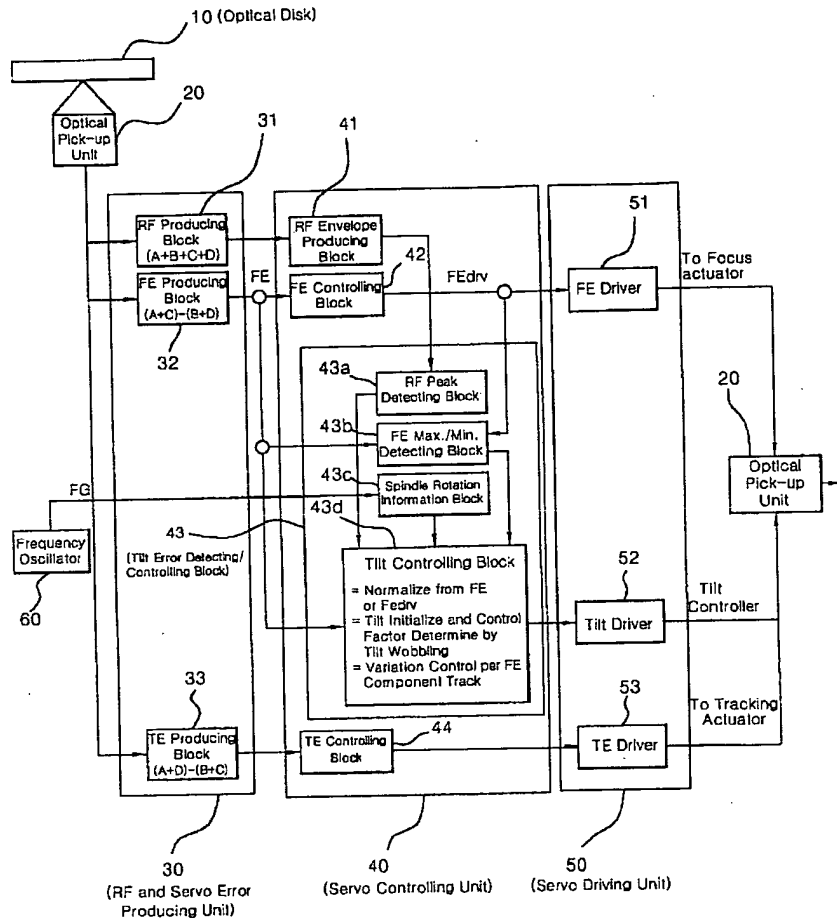 10 (Optical Disk)
20
Optical
Pick-up
Unit
31
RF Producing
Block
(A+B+C+D)
41
RF Envelope
Producing
Block
51
FE
42
FE Producing
Block
(A+C)-(B+D)
32
FE Controlling
Block
FEdrv
FE Driver
To Focus
actuator
43a
RF Peak
Detecting Block
43b
FE Max./Min.
Detecting Block
43c
Spindle Rotation
Information Block
20
Optical
Pick-up
Unit
FG
43
43d
Frequency
Oscillator
60
(Tilt Error Detecting/
Controlling Block)
Tilt Controlling Block
= Normalize from FE
or Fedrv
= Tilt Initialize and Control
Factor Determine by
Tilt Wobbling
= Variation Control per FE
Component Track
52
Tilt Driver
Tilt
Controller
33
TE Producing
Block
(A+D)-(B+C)
44
TE Controlling
Block
53
TE Driver
To Tracking
Actuator
30
(RF and Servo Error
Producing Unit)
40
(Servo Controlling Unit)
50
(Servo Driving Unit)